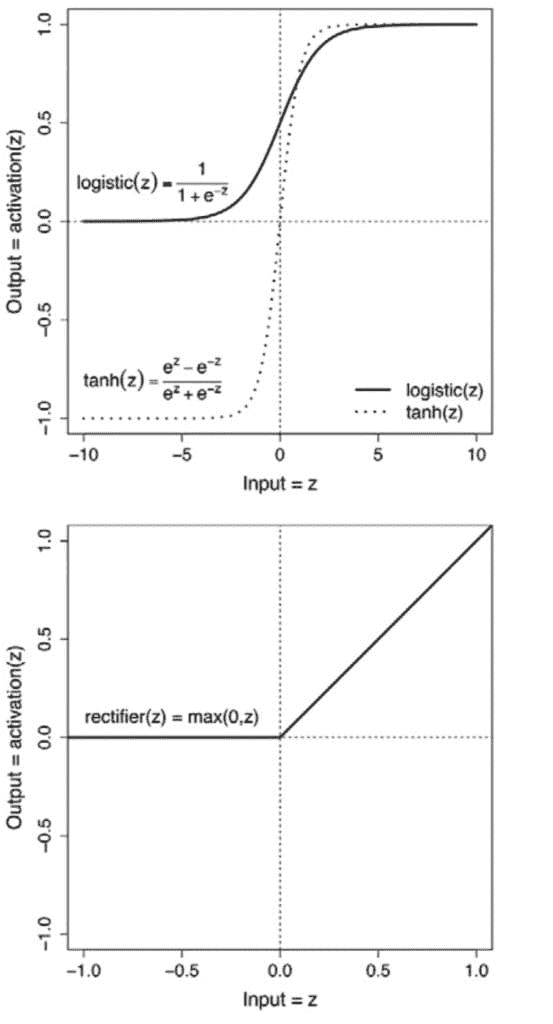 1.0
0.5
0.0
−0.5
−1.0
Output = activation(z)
logistic(z) = 1 / (1 + e^−z)
tanh(z) = (e^z − e^−z) / (e^z + e^−z)
logistic(z)
tanh(z)
−10 −5 0 5 10
Input = z
1.0
0.5
0.0
−0.5
−1.0
Output = activation(z)
rectifier(z) = max(0,z)
−1.0 −0.5 0.0 0.5 1.0
Input = z